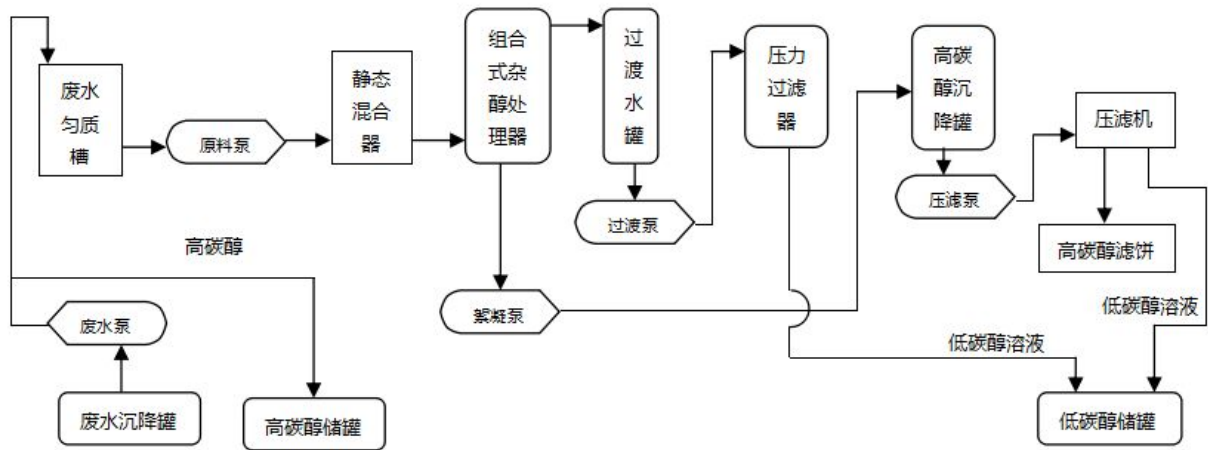 废水
匀质
槽
原料泵
静态
混合
器
组合
式杂
醇处
理器
过
渡
水
罐
过渡泵
压力
过滤
器
高碳
醇沉
降罐
压滤泵
压滤机
高碳醇滤饼
高碳醇
废水泵
絮凝泵
低碳醇溶液
低碳醇溶液
废水沉降罐
高碳醇储罐
低碳醇储罐